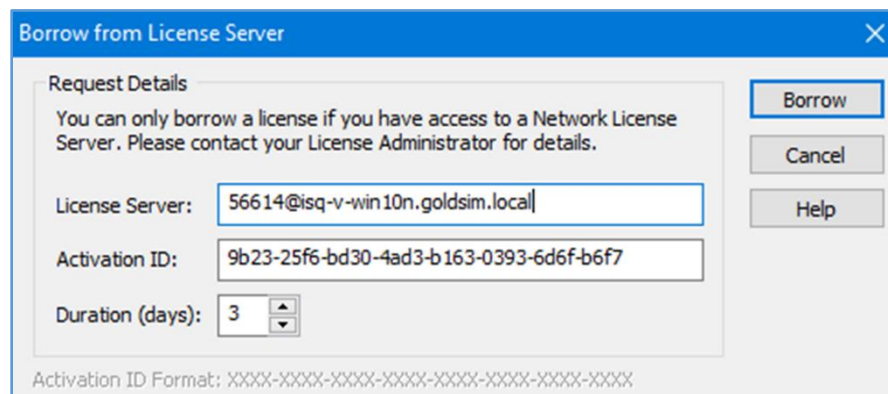 Borrow from License Server
Request Details
You can only borrow a license if you have access to a Network License
Server. Please contact your License Administrator for details.
License Server: 56614@isq-v-win10n.goldsim.local
Activation ID: 9b23-25f6-bd30-4ad3-b163-0393-6d6f-b6f7
Duration (days): 3
Activation ID Format: XXXX-XXXX-XXXX-XXXX-XXXX-XXXX-XXXX-XXXX
Borrow
Cancel
Help